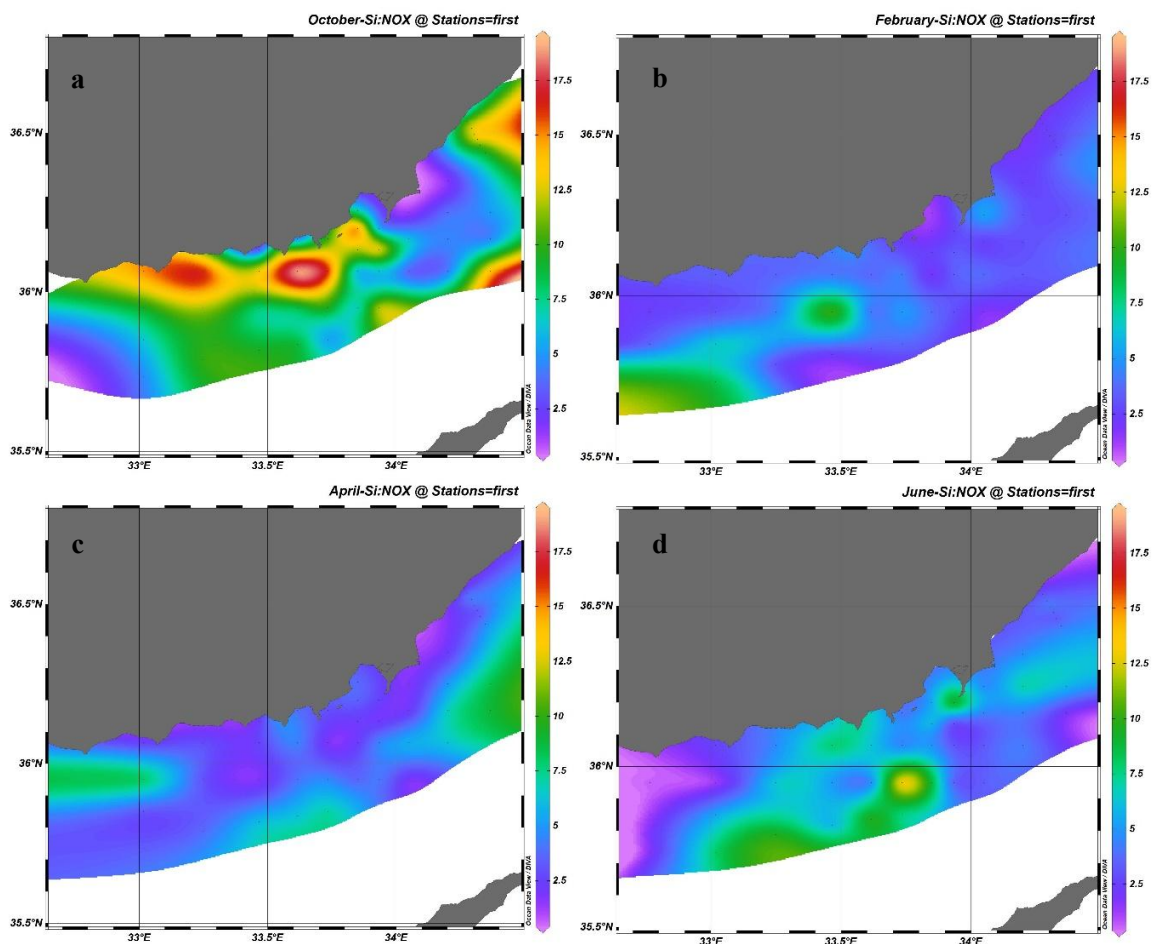 October-Si:NOX @ Stations=first
a
36.5°N
36°N
35.5°N
33°E
33.5°E
34°E
17.5
15
12.5
10
7.5
5
2.5
Ocean Data View / DIVA
February-Si:NOX @ Stations=first
b
36.5°N
36°N
35.5°N
33°E
33.5°E
34°E
17.5
15
12.5
10
7.5
5
2.5
Ocean Data View / DIVA
April-Si:NOX @ Stations=first
c
36.5°N
36°N
35.5°N
33°E
33.5°E
34°E
17.5
15
12.5
10
7.5
5
2.5
Ocean Data View / DIVA
June-Si:NOX @ Stations=first
d
36.5°N
36°N
35.5°N
33°E
33.5°E
34°E
17.5
15
12.5
10
7.5
5
2.5
Ocean Data View / DIVA